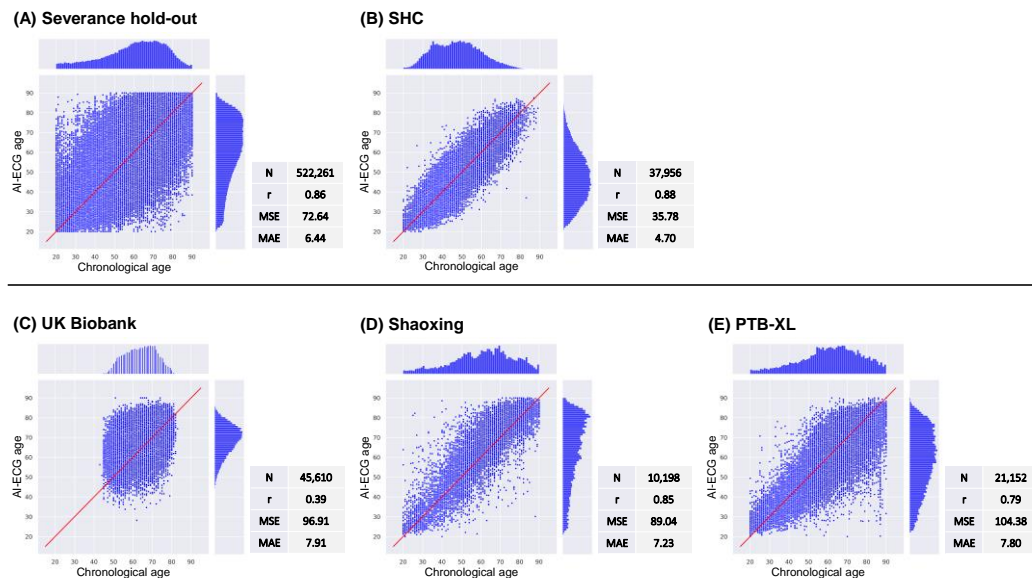 (A) Severance hold-out
90
80
70
60
50
40
30
20
AI-ECG age
20 30 40 50 60 70 80 90
Chronological age
N 522,261
r 0.86
MSE 72.64
MAE 6.44
(B) SHC
90
80
70
60
50
40
30
20
AI-ECG age
20 30 40 50 60 70 80 90
Chronological age
N 37,956
r 0.88
MSE 35.78
MAE 4.70
(C) UK Biobank
90
80
70
60
50
40
30
20
AI-ECG age
20 30 40 50 60 70 80 90
Chronological age
N 45,610
r 0.39
MSE 96.91
MAE 7.91
(D) Shaoxing
90
80
70
60
50
40
30
20
AI-ECG age
20 30 40 50 60 70 80 90
Chronological age
N 10,198
r 0.85
MSE 89.04
MAE 7.23
(E) PTB-XL
90
80
70
60
50
40
30
20
AI-ECG age
20 30 40 50 60 70 80 90
Chronological age
N 21,152
r 0.79
MSE 104.38
MAE 7.80